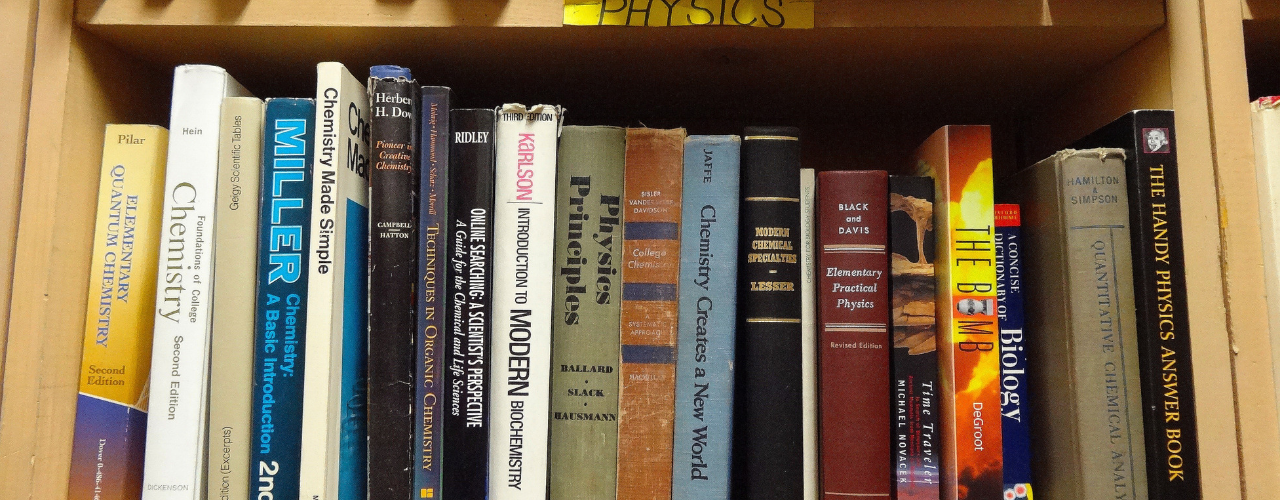 PHYSICS
Pilar
ELEMENTARY
QUANTUM CHEMISTRY
Second
Edition
Hein
Foundations of College
Chemistry
Second Edition
DICKENSON
Geigy Scientific Tables
(Excerpts)
MILLER
Chemistry:
A Basic Introduction
2nd
Chemistry Made Simple
Che
Ma
Herber
H. Dow
Pioneer in
Creative
Chemistry
CAMPBELL
HATTON
TECHNIQUES IN ORGANIC CHEMISTRY
RIDLEY
ONLINE SEARCHING: A SCIENTIST'S PERSPECTIVE
A Guide for the Chemical and Life Sciences
THIRD EDITION
KARLSON
INTRODUCTION TO MODERN BIOCHEMISTRY
Physics
Principles
BALLARD
SLACK
HAUSMANN
SISLER
VANDERWERF
DAVIDSON
College
Chemistry
A
SYSTEMATIC
APPROACH
MACMILLAN
JAFFE
Chemistry Creates a New World
MODERN
CHEMICAL
SPECIALTIES
LESSER
BLACK
and
DAVIS
Elementary
Practical
Physics
Revised Edition
Time Traveler
MICHAEL NOVACEK
THE BOMB
DeGroot
A CONCISE
DICTIONARY OF
Biology
HAMILTON
&
SIMPSON
QUANTITATIVE CHEMICAL ANALY
THE HANDY PHYSICS ANSWER BOOK